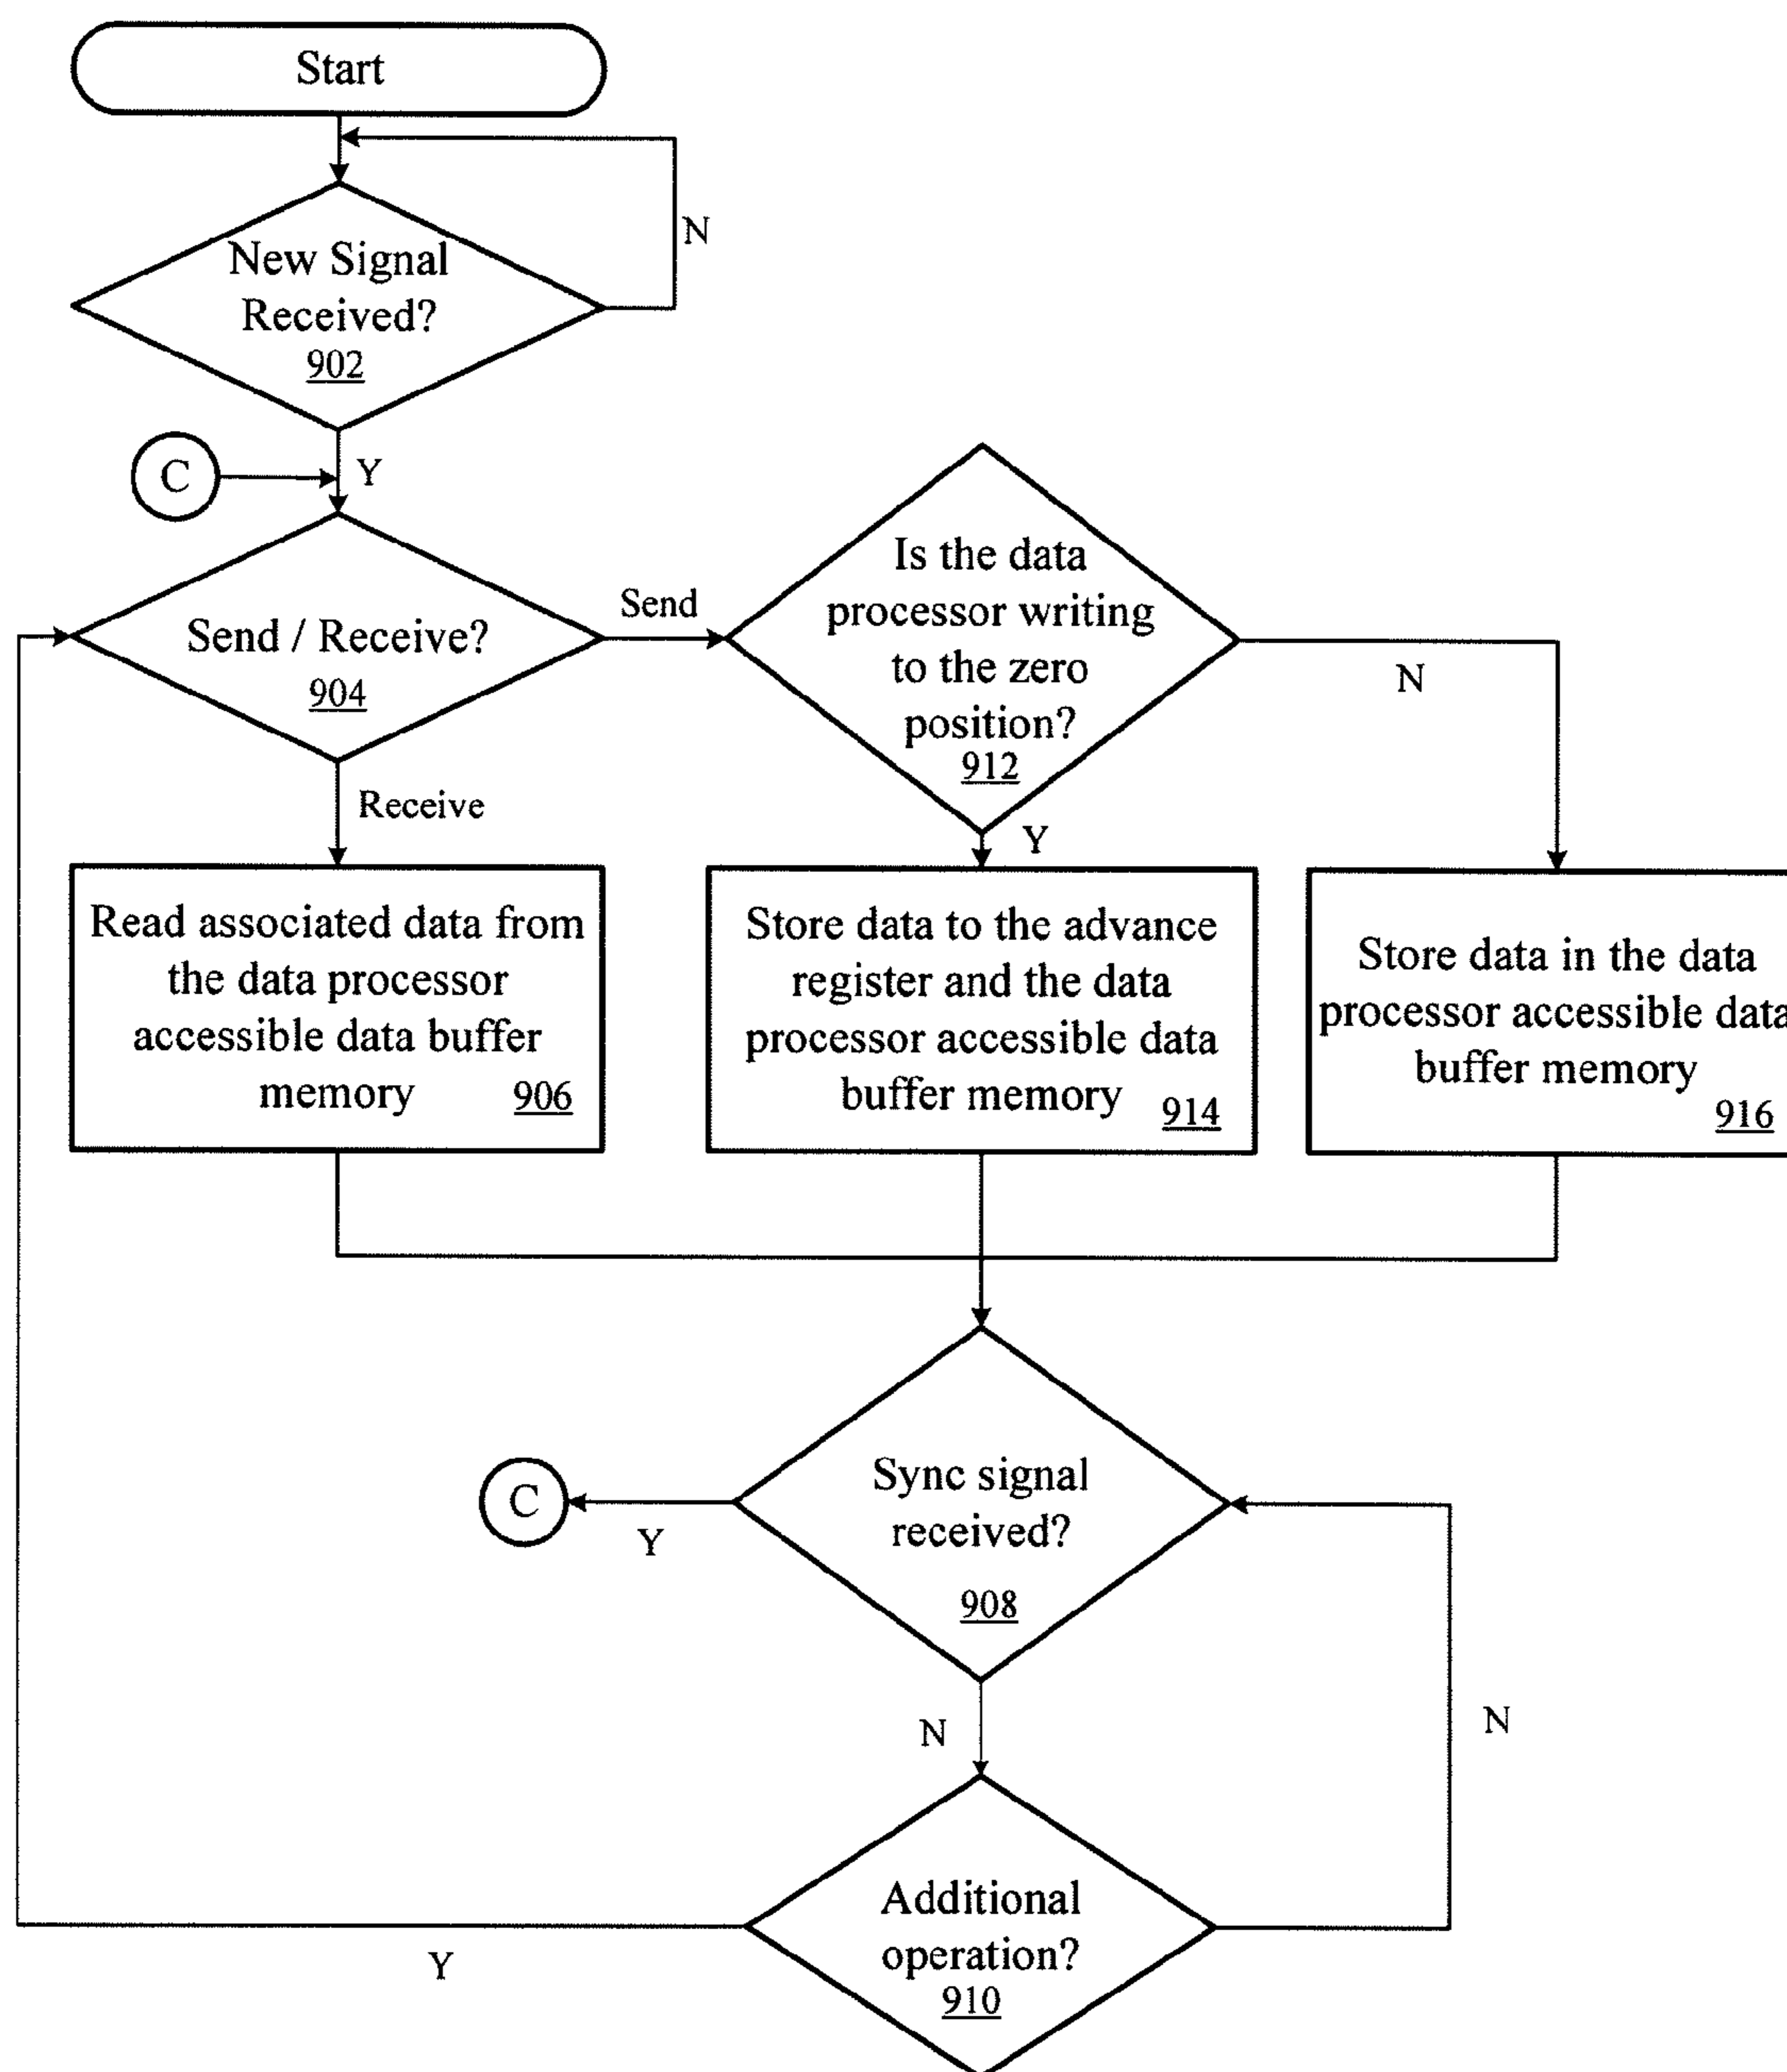 Start
N
New Signal
Received?
902
C
Y
Send / Receive?
904
Send
Is the data
processor writing
to the zero
position?
912
N
Receive
Y
Read associated data from
the data processor
accessible data buffer
memory
906
Store data to the advance
register and the data
processor accessible data
buffer memory
914
Store data in the data
processor accessible data
buffer memory
916
Sync signal
received?
908
C
Y
N
N
Additional
operation?
910
Y